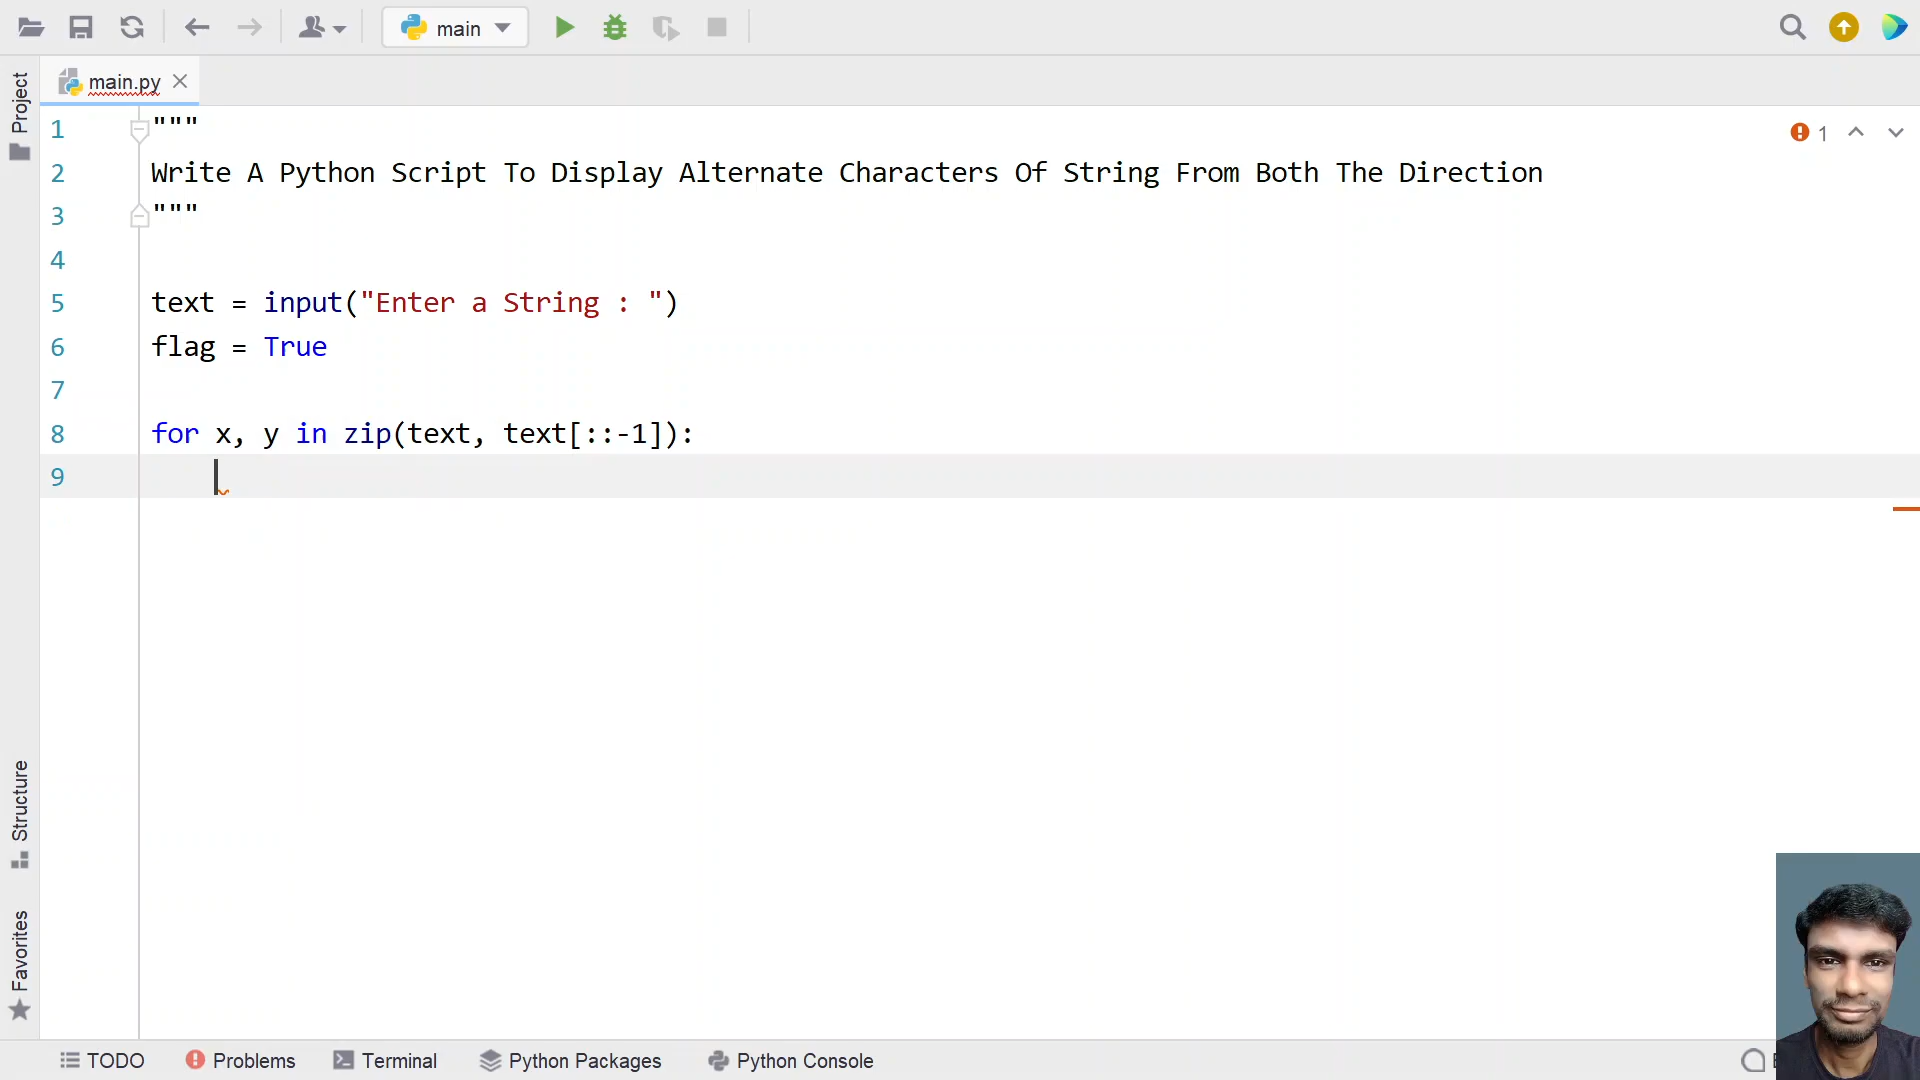 main
main.py
1
Project
1 """
2 Write A Python Script To Display Alternate Characters Of String From Both The Direction
3 """
4
5 text = input("Enter a String : ")
6 flag = True
7
8 for x, y in zip(text, text[::-1]):
9
Structure
Favorites
TODO Problems Terminal Python Packages Python Console